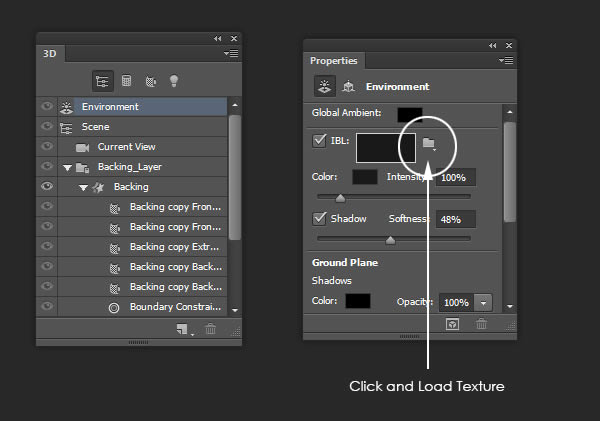 3D
Environment
Scene
Current View
Backing_Layer
Backing
Backing copy Fron...
Backing copy Fron...
Backing copy Extr...
Backing copy Back...
Backing copy Back...
Boundary Constrai...
Properties
Environment
Global Ambient:
IBL:
Color: Intensity: 100%
Shadow Softness: 48%
Ground Plane
Shadows
Color: Opacity: 100%
Click and Load Texture